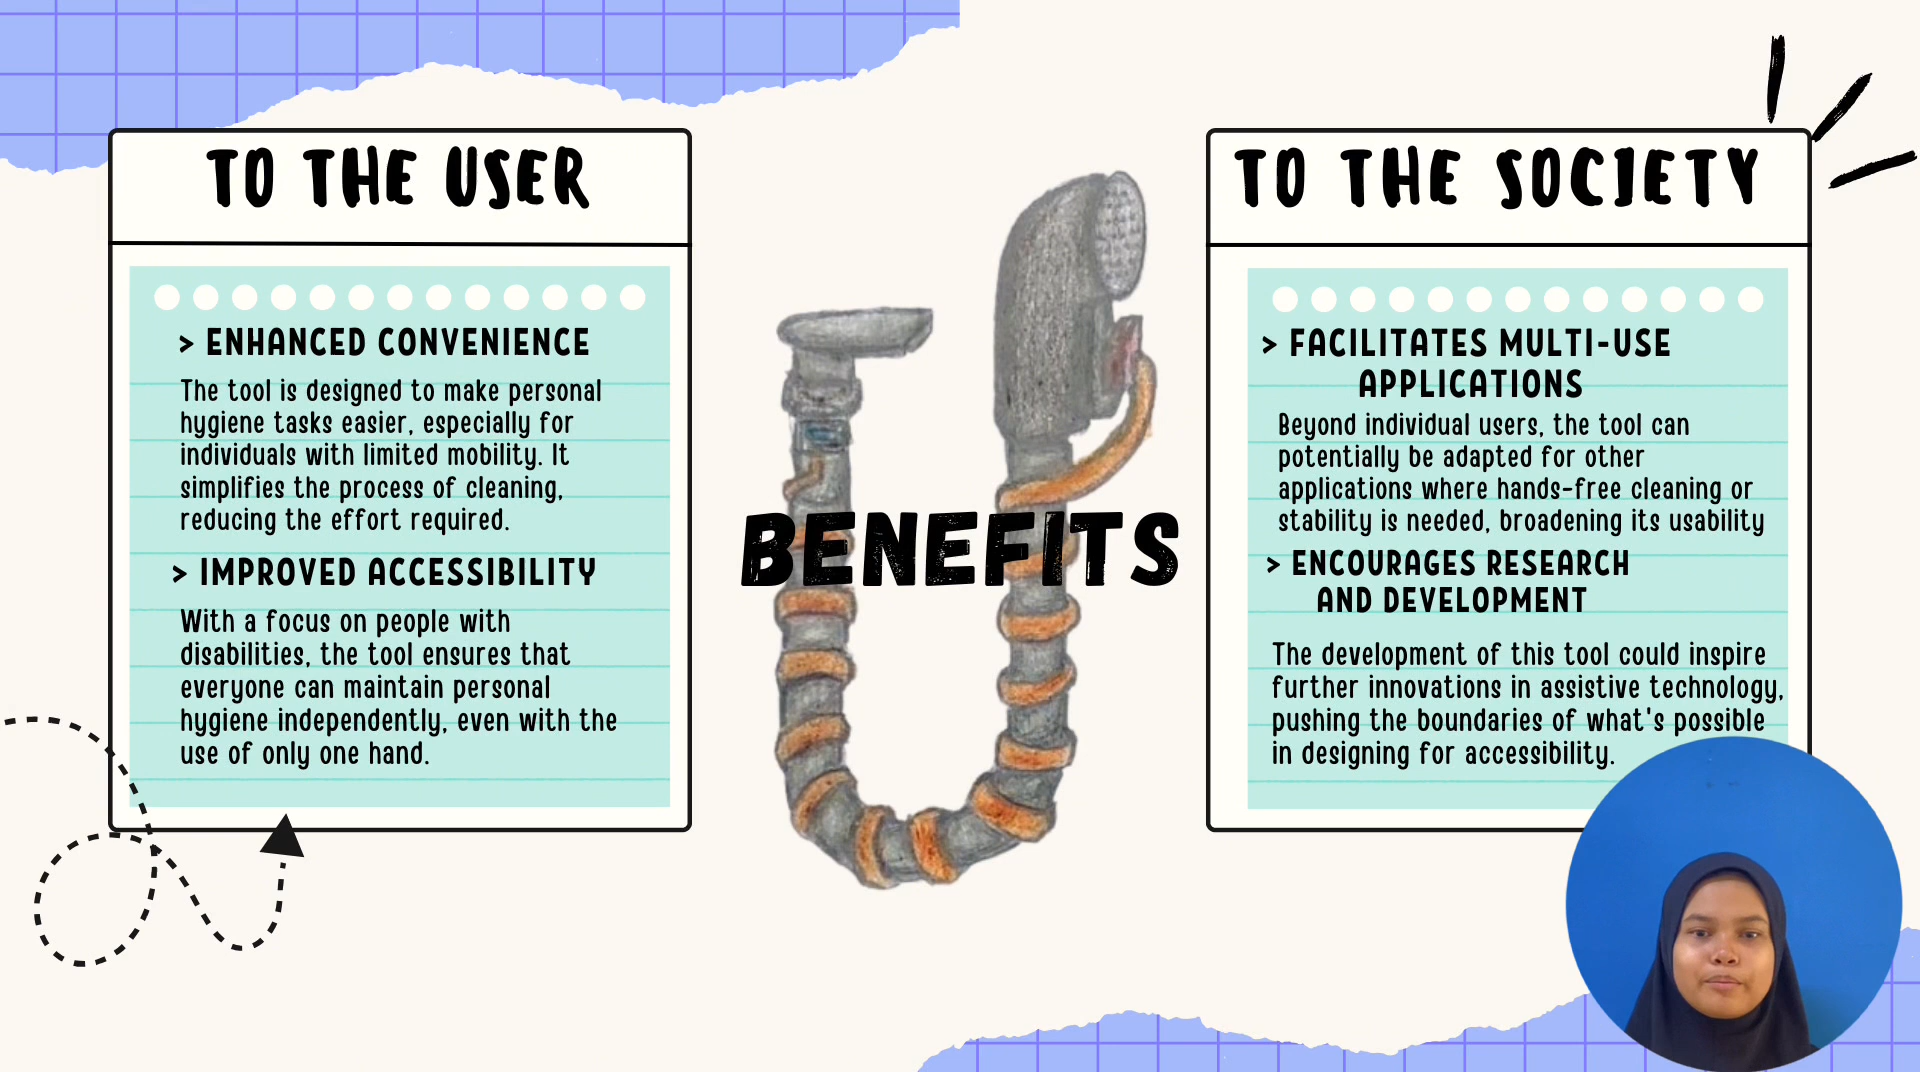 TO THE USER
> ENHANCED CONVENIENCE
The tool is designed to make personal
hygiene tasks easier, especially for
individuals with limited mobility. It
simplifies the process of cleaning,
reducing the effort required.
> IMPROVED ACCESSIBILITY
With a focus on people with
disabilities, the tool ensures that
everyone can maintain personal
hygiene independently, even with the
use of only one hand.
BENEFITS
TO THE SOCIETY
> FACILITATES MULTI-USE
APPLICATIONS
Beyond individual users, the tool can
potentially be adapted for other
applications where hands-free cleaning or
stability is needed, broadening its usability
> ENCOURAGES RESEARCH
AND DEVELOPMENT
The development of this tool could inspire
further innovations in assistive technology,
pushing the boundaries of what's possible
in designing for accessibility.